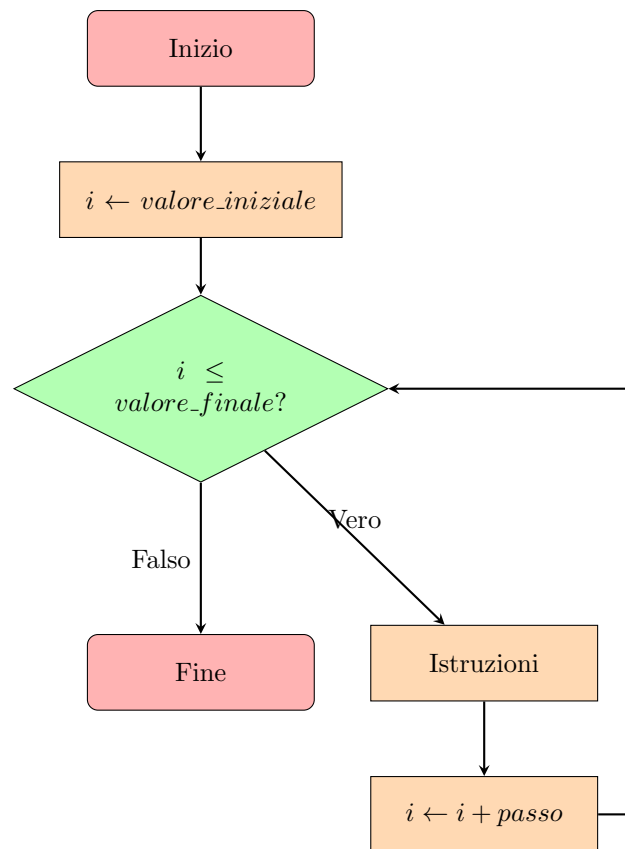 Inizio
i ← valore_iniziale
i ≤
valore_finale?
Vero
Falso
Istruzioni
Fine
i ← i + passo